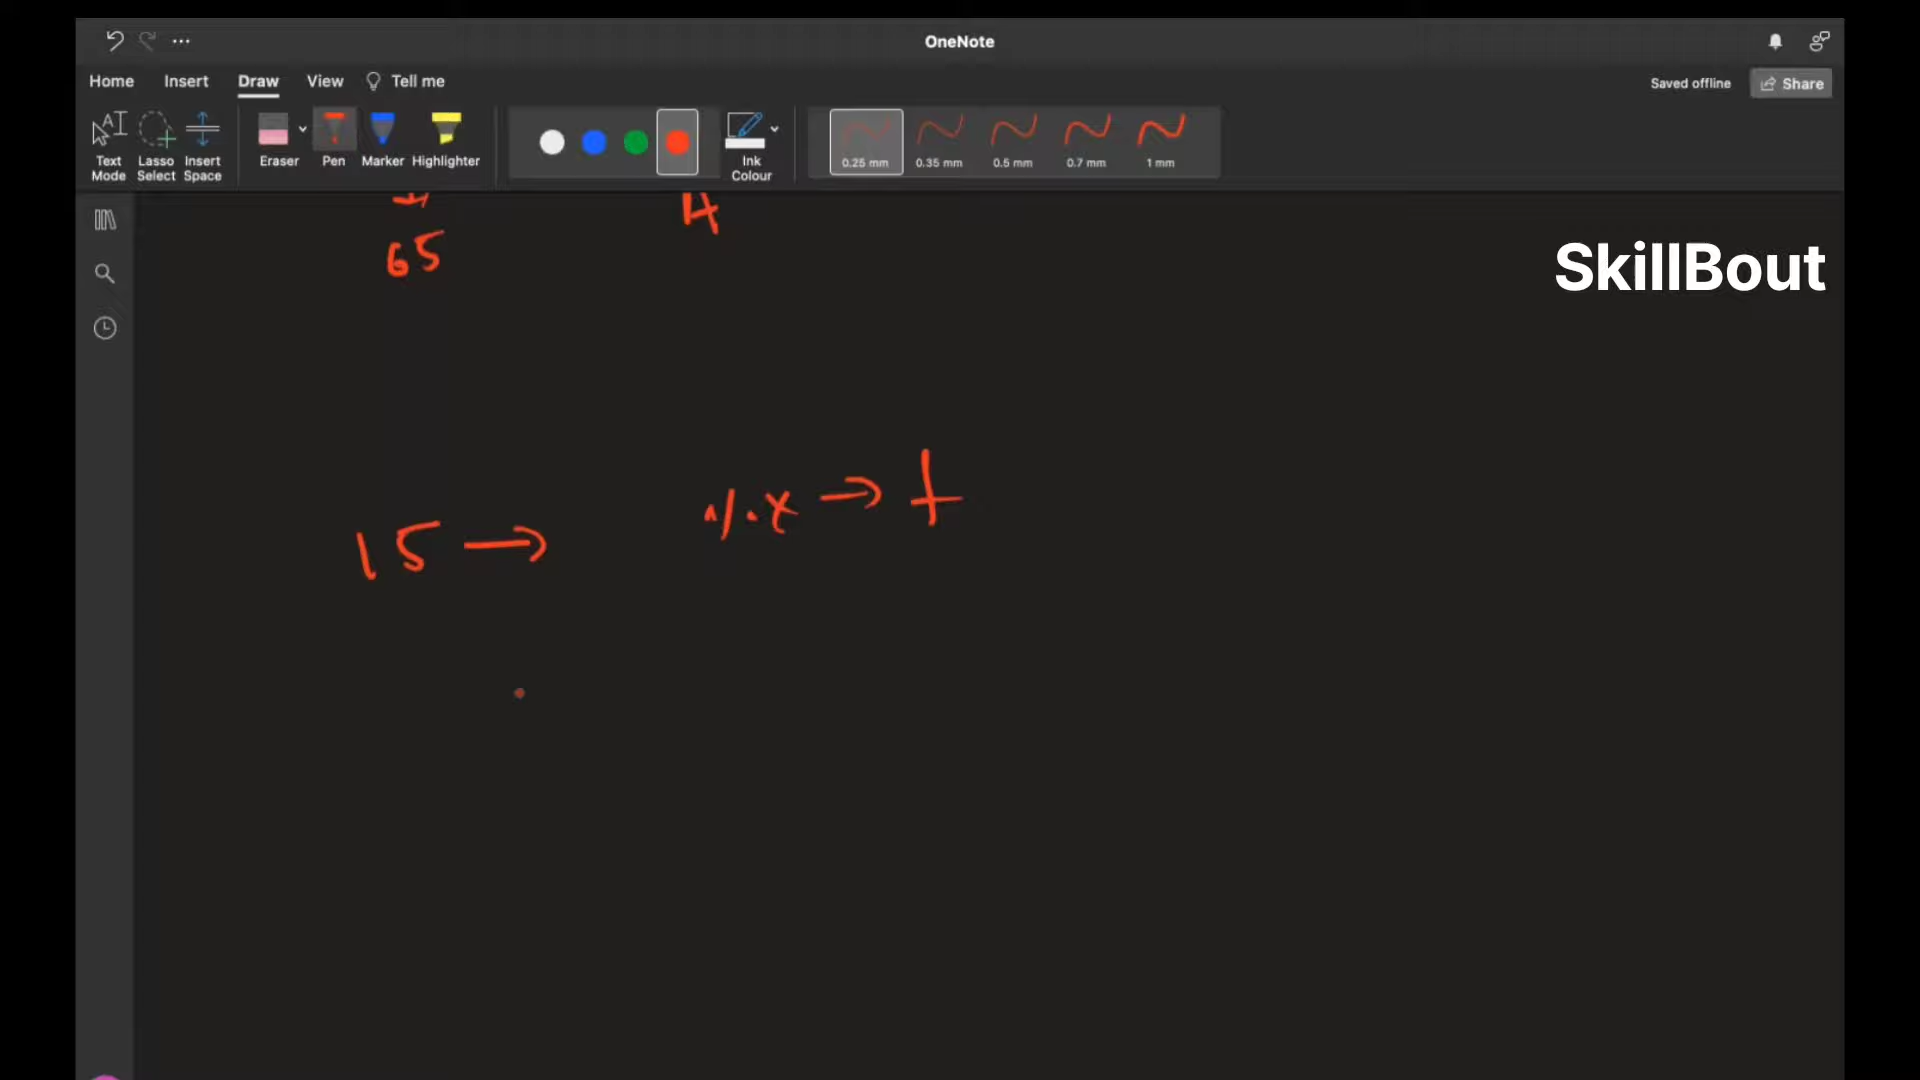 OneNote
Home Insert Draw View Tell me
Saved offline Share
Text Mode Lasso Select Insert Space Eraser Pen Marker Highlighter Ink Colour 0.25 mm 0.35 mm 0.5 mm 0.7 mm 1 mm
65
SkillBout
15 → %x → +